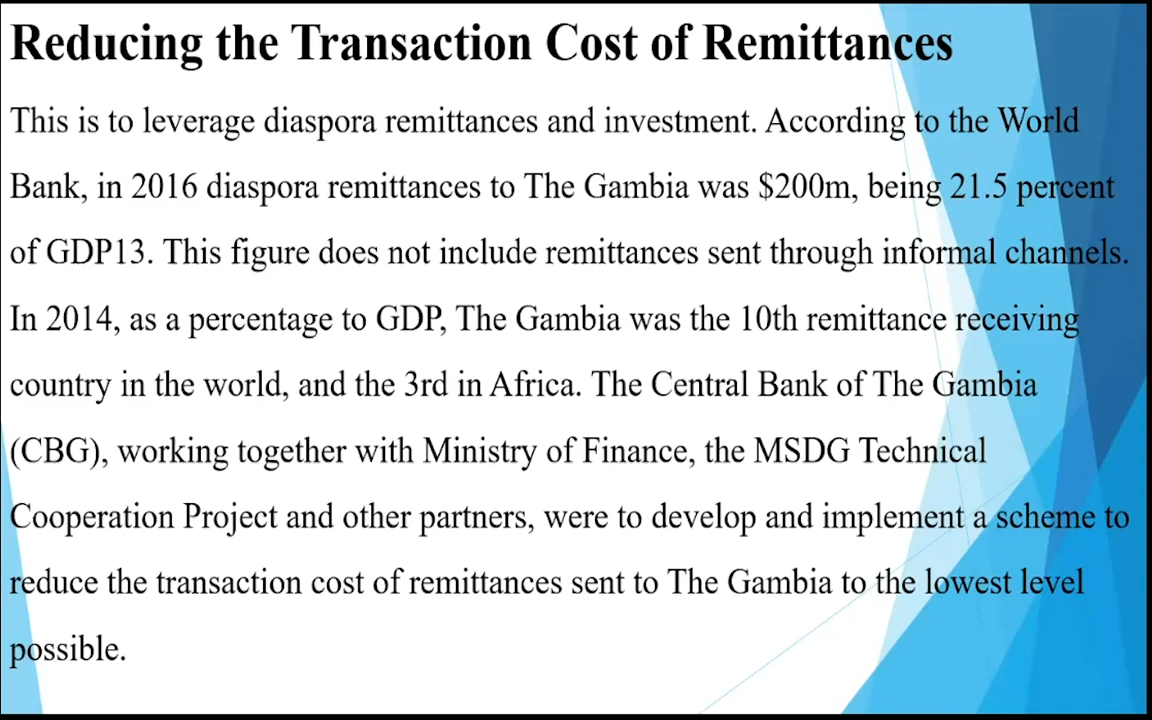 Reducing the Transaction Cost of Remittances
This is to leverage diaspora remittances and investment. According to the World
Bank, in 2016 diaspora remittances to The Gambia was $200m, being 21.5 percent
of GDP13. This figure does not include remittances sent through informal channels.
In 2014, as a percentage to GDP, The Gambia was the 10th remittance receiving
country in the world, and the 3rd in Africa. The Central Bank of The Gambia
(CBG), working together with Ministry of Finance, the MSDG Technical
Cooperation Project and other partners, were to develop and implement a scheme to
reduce the transaction cost of remittances sent to The Gambia to the lowest level
possible.